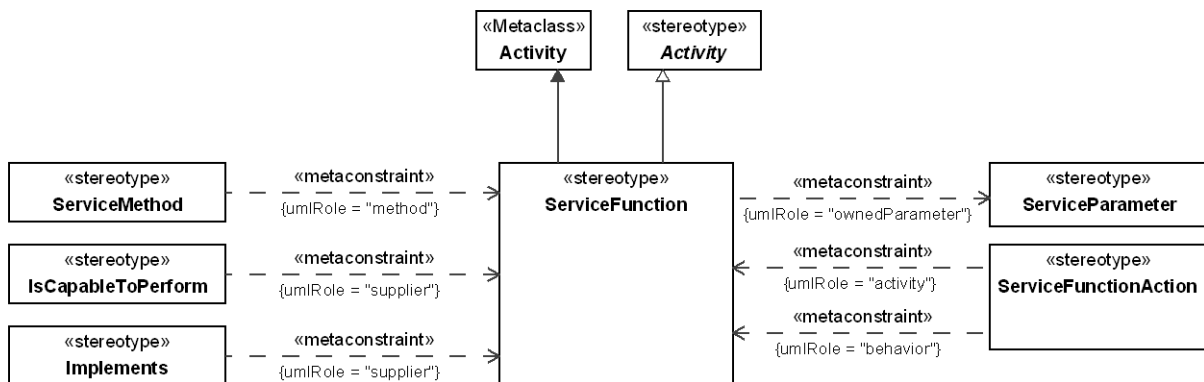 «Metaclass»
Activity
«stereotype»
Activity
«stereotype»
ServiceMethod
«metaconstraint»
{umlRole = "method"}
«stereotype»
IsCapableToPerform
«metaconstraint»
{umlRole = "supplier"}
«stereotype»
Implements
«metaconstraint»
{umlRole = "supplier"}
«stereotype»
ServiceFunction
«metaconstraint»
{umlRole = "ownedParameter"}
«stereotype»
ServiceParameter
«metaconstraint»
{umlRole = "activity"}
«stereotype»
ServiceFunctionAction
«metaconstraint»
{umlRole = "behavior"}